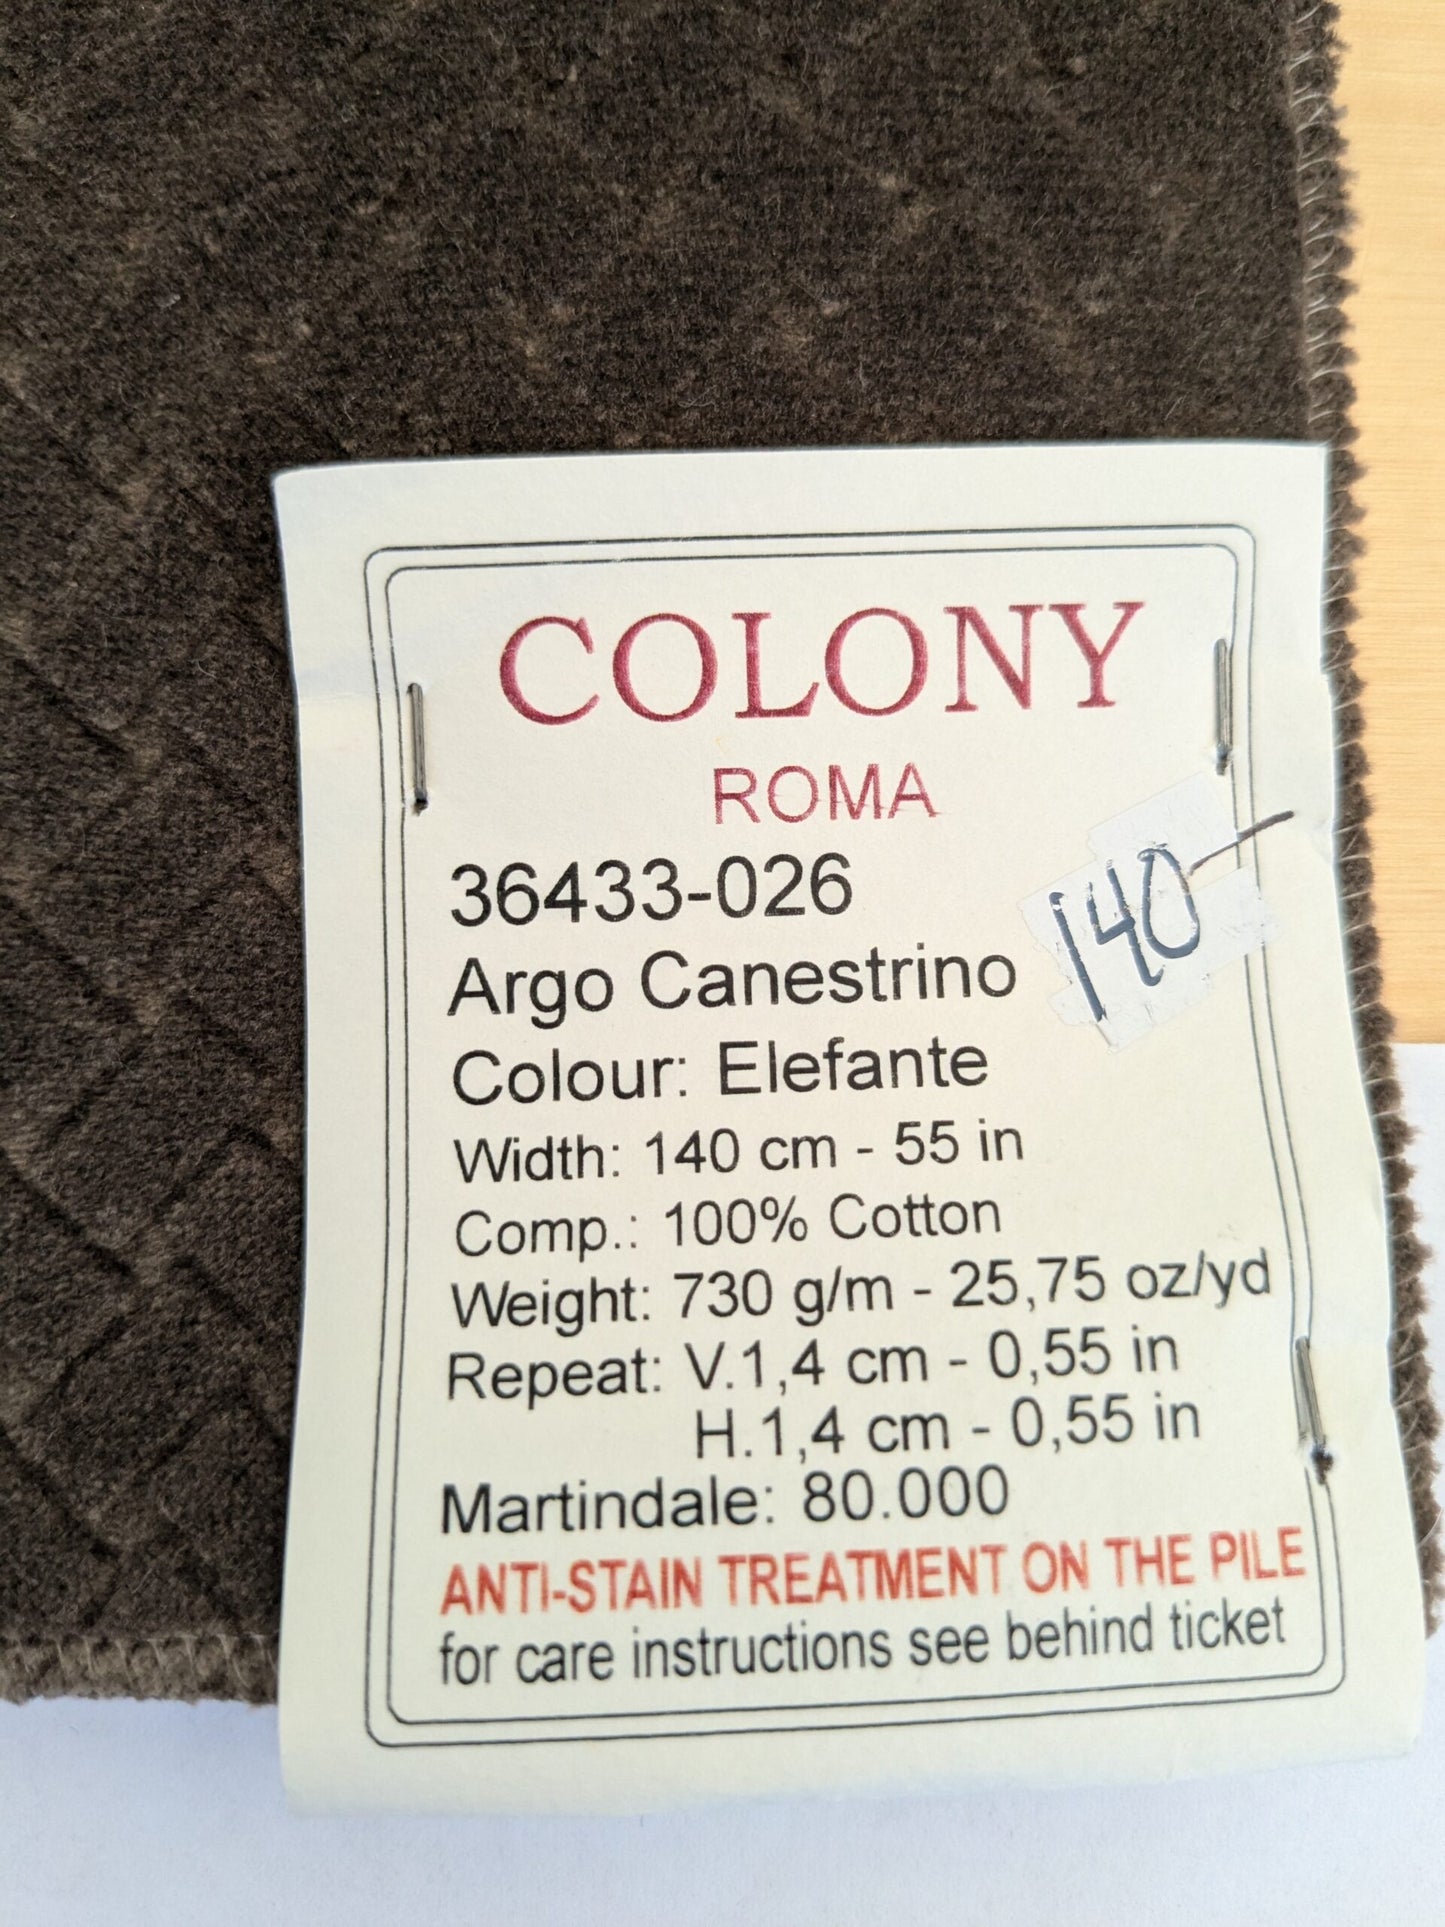 COLONY
ROMA
36433-026
140-
Argo Canestrino
Colour: Elefante
Width: 140 cm - 55 in
Comp.: 100% Cotton
Weight: 730 g/m - 25,75 oz/yd
Repeat: V.1,4 cm - 0,55 in
H.1,4 cm - 0,55 in
Martindale: 80.000
ANTI-STAIN TREATMENT ON THE PILE
for care instructions see behind ticket